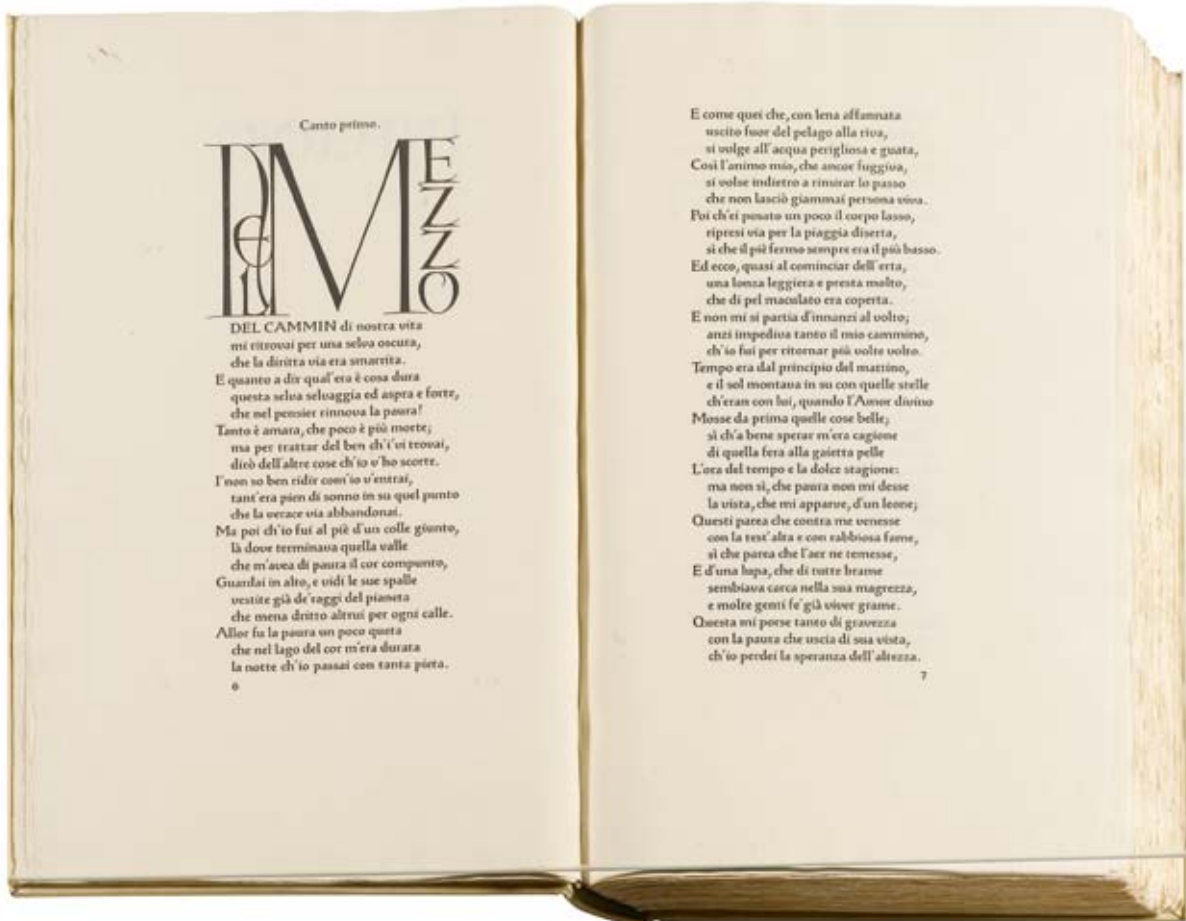 Canto primo.
NeL MEZZO
DEL CAMMIN di nostra vita
mi ritrovai per una selva oscura,
che la diritta via era smarrita.
E quanto a dir qual'era è cosa dura
questa selva selvaggia ed aspra e forte,
che nel pensier rinnova la paura!
Tanto è amara, che poco è più morte;
ma per trattar del ben ch'i'vi trovai,
dirò dell'altre cose ch'io v'ho scorte.
I'non so ben ridir com'io v'entrai,
tant'era pien di sonno in su quel punto
che la verace via abbandonai.
Ma poi ch'io fui al piè d'un colle giunto,
là dove terminava quella valle
che m'avea di paura il cor compunto,
Guardai in alto, e vidi le sue spalle
vestite già de'raggi del pianeta
che mena dritto altrui per ogni calle.
Allor fu la paura un poco queta
che nel lago del cor m'era durata
la notte ch'io passai con tanta pieta.
6
E come quei che, con lena affannata
uscito fuor del pelago alla riva,
si volge all'acqua perigliosa e guata,
Così l'animo mio, che ancor fuggiva,
si volse indietro a rimirar lo passo
che non lasciò giammai persona viva.
Poi ch'ei posato un poco il corpo lasso,
ripresi via per la piaggia diserta,
sì che il piè fermo sempre era il più basso.
Ed ecco, quasi al cominciar dell'erta,
una lonza leggiera e presta molto,
che di pel maculato era coperta.
E non mi si partia d'innanzi al volto;
anzi impediva tanto il mio cammino,
ch'io fui per ritornar più volte volto.
Tempo era dal principio del mattino,
e il sol montava in su con quelle stelle
ch'eran con lui, quando l'Amor divino
Mosse da prima quelle cose belle;
sì ch'a bene sperar m'era cagione
di quella fera alla gaietta pelle
L'ora del tempo e la dolce stagione:
ma non sì, che paura non mi desse
la vista, che mi apparve, d'un leone;
Questi parea che contra me venesse
con la test'alta e con rabbiosa fame,
sì che parea che l'aer ne temesse,
E d'una lupa, che di tutte brame
sembiava carca nella sua magrezza,
e molte genti fe'già viver grame.
Questa mi porse tanto di gravezza
con la paura che uscia di sua vista,
ch'io perdei la speranza dell'altezza.
7